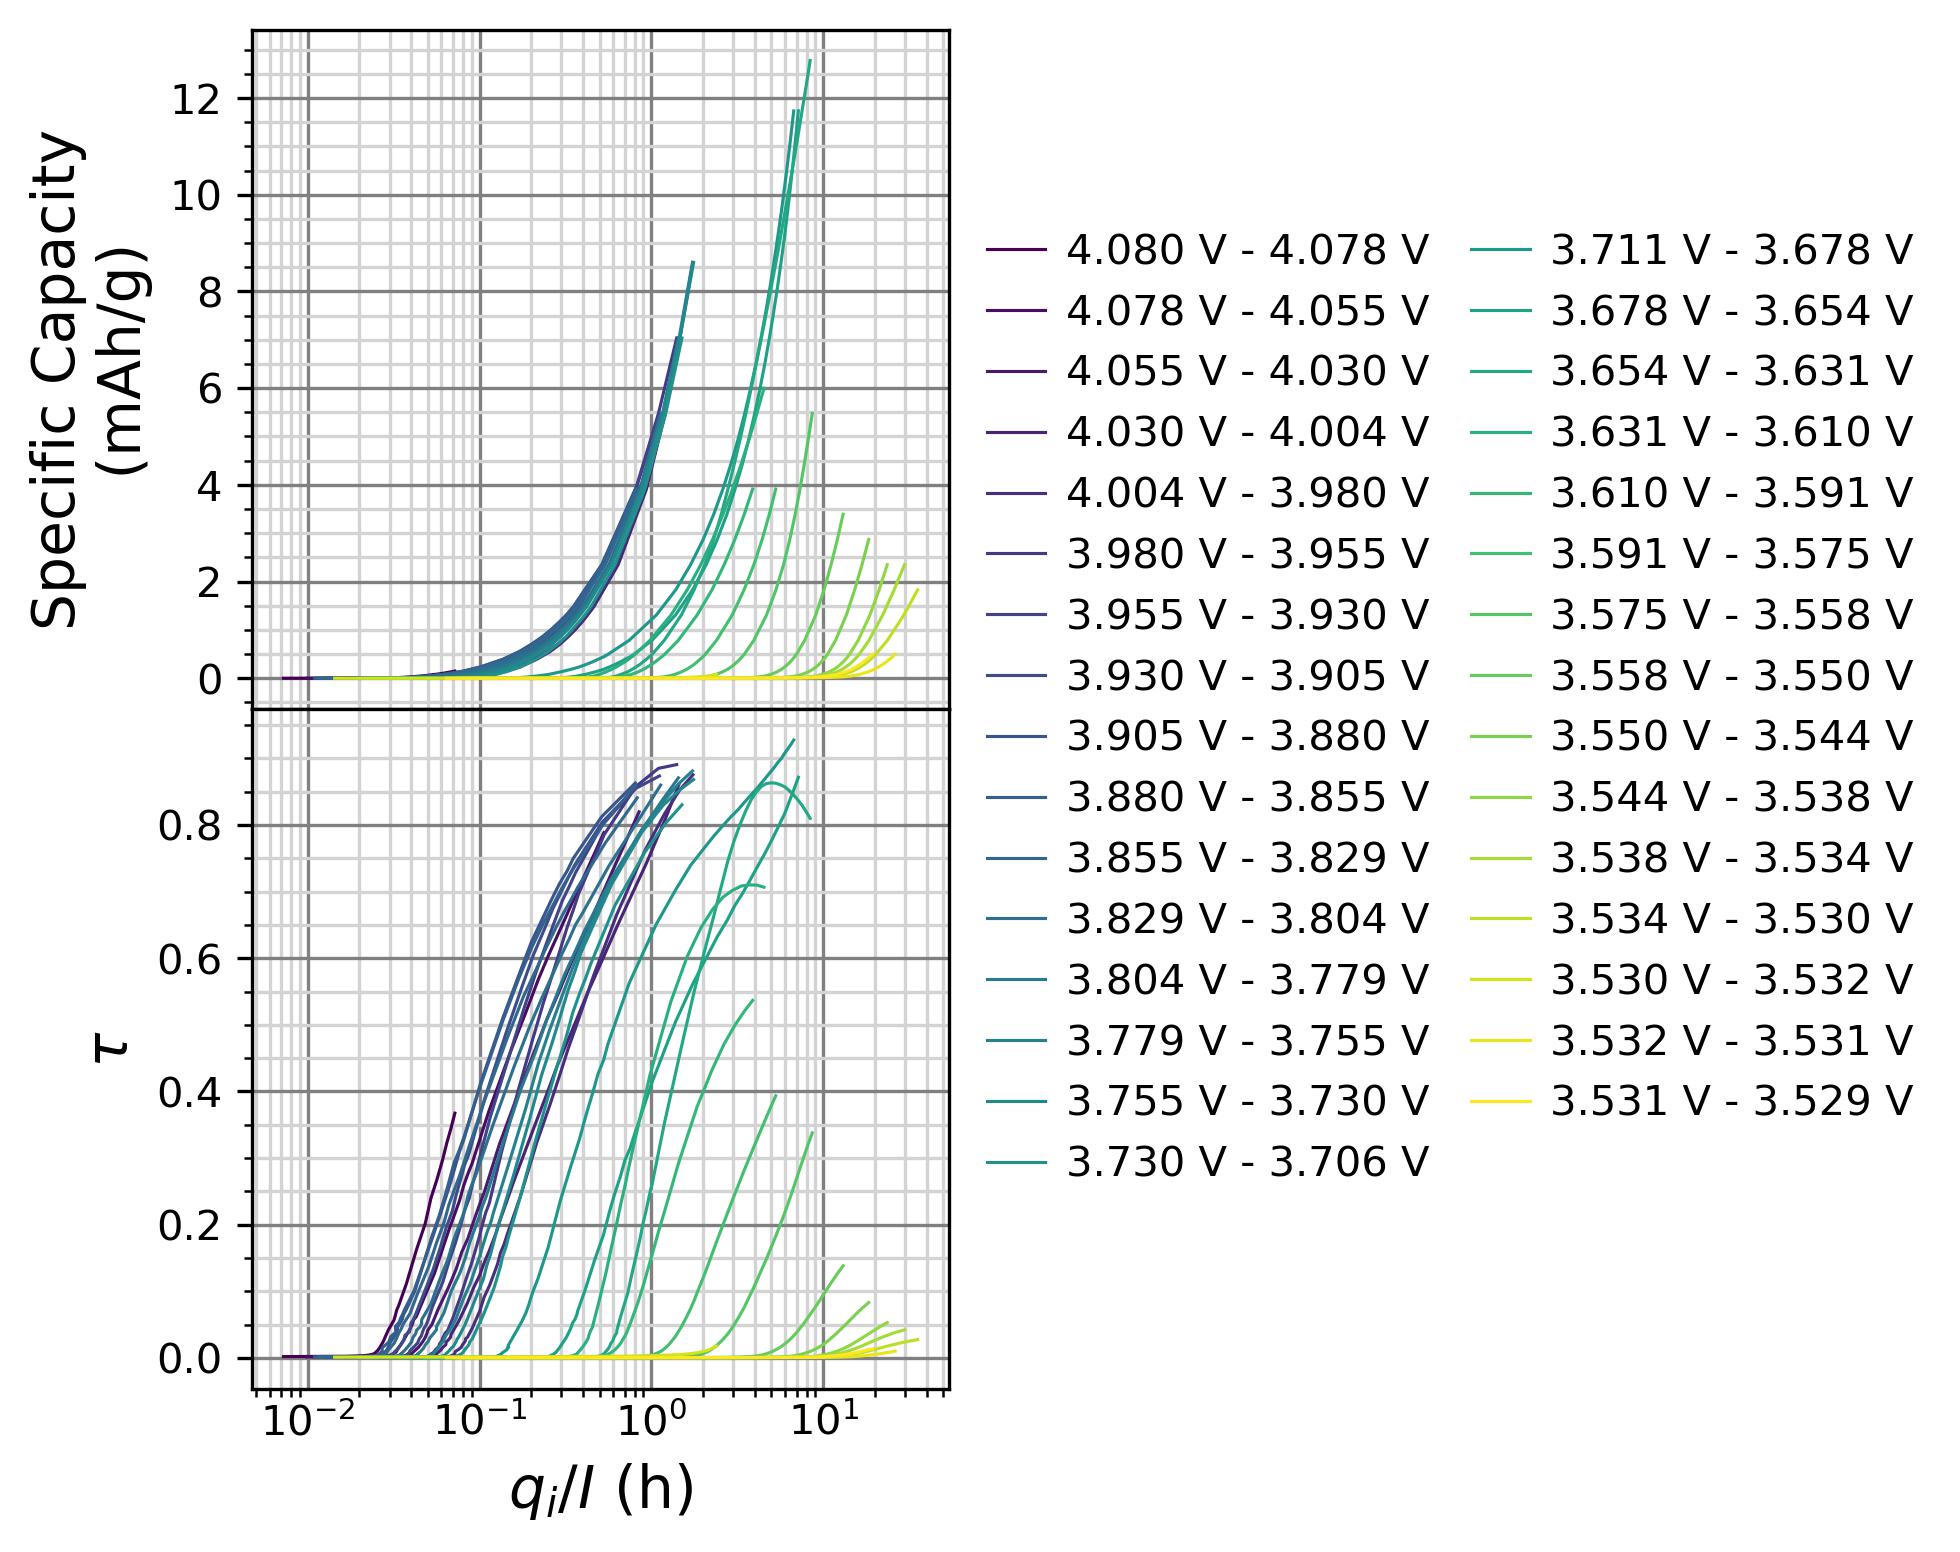 Specific Capacity
(mAh/g)
12
10
8
6
4
2
0
τ
0.8
0.6
0.4
0.2
0.0
10⁻²
10⁻¹
10⁰
10¹
qᵢ/I (h)
4.080 V - 4.078 V
4.078 V - 4.055 V
4.055 V - 4.030 V
4.030 V - 4.004 V
4.004 V - 3.980 V
3.980 V - 3.955 V
3.955 V - 3.930 V
3.930 V - 3.905 V
3.905 V - 3.880 V
3.880 V - 3.855 V
3.855 V - 3.829 V
3.829 V - 3.804 V
3.804 V - 3.779 V
3.779 V - 3.755 V
3.755 V - 3.730 V
3.730 V - 3.706 V
3.711 V - 3.678 V
3.678 V - 3.654 V
3.654 V - 3.631 V
3.631 V - 3.610 V
3.610 V - 3.591 V
3.591 V - 3.575 V
3.575 V - 3.558 V
3.558 V - 3.550 V
3.550 V - 3.544 V
3.544 V - 3.538 V
3.538 V - 3.534 V
3.534 V - 3.530 V
3.530 V - 3.532 V
3.532 V - 3.531 V
3.531 V - 3.529 V